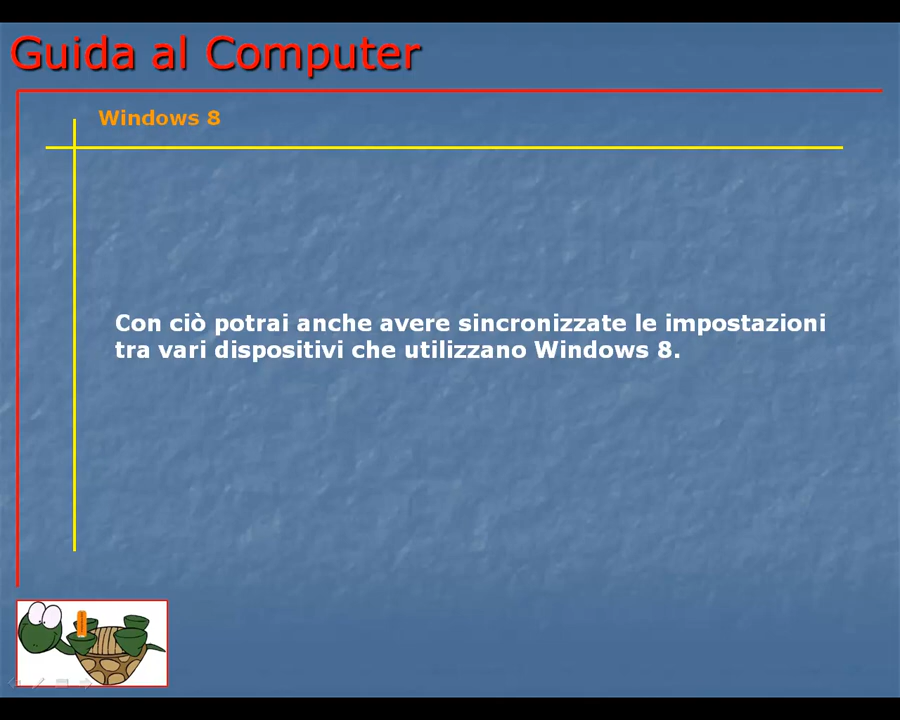 Guida al Computer
Windows 8
Con ciò potrai anche avere sincronizzate le impostazioni
tra vari dispositivi che utilizzano Windows 8.